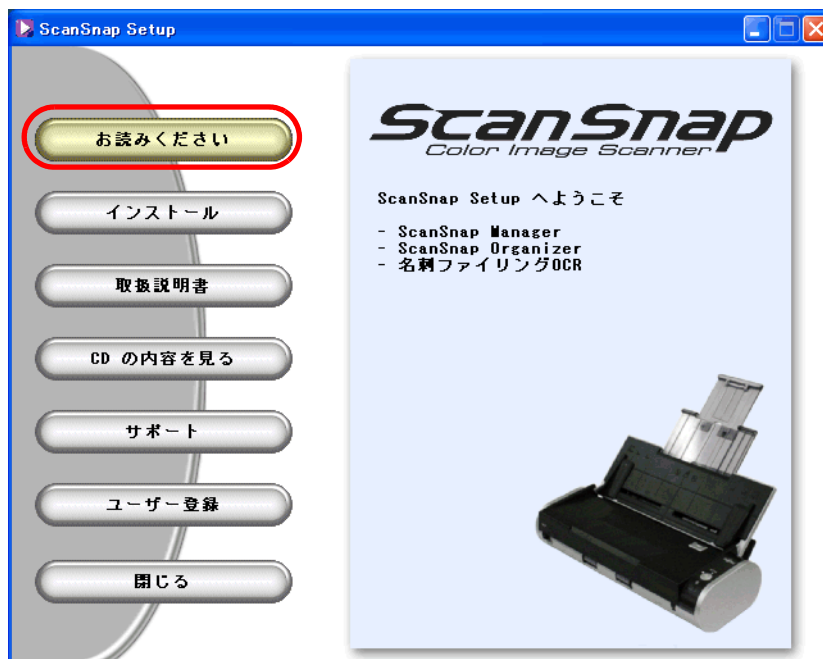 ScanSnap Setup
お読みください
インストール
取扱説明書
CD の内容を見る
サポート
ユーザー登録
閉じる
ScanSnap
Color Image Scanner
ScanSnap Setup へようこそ
- ScanSnap Manager
- ScanSnap Organizer
- 名刺ファイリングOCR